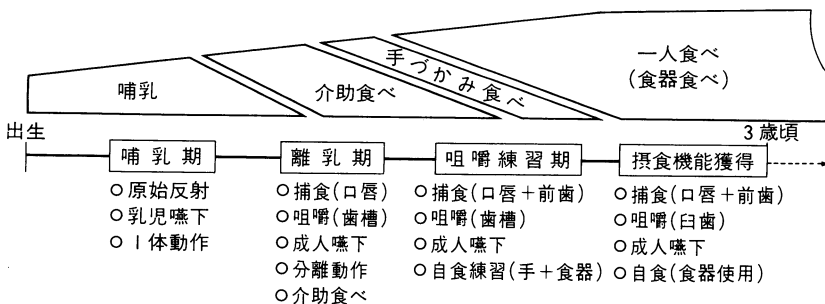 哺乳
介助食べ
手づかみ食べ
一人食べ
(食器食べ)
出生
3歳頃
哺乳期
離乳期
咀嚼練習期
摂食機能獲得
○原始反射
○乳児嚥下
○1体動作
○捕食(口唇)
○咀嚼(歯槽)
○成人嚥下
○分離動作
○介助食べ
○捕食(口唇+前歯)
○咀嚼(歯槽)
○成人嚥下
○自食練習(手+食器)
○捕食(口唇+前歯)
○咀嚼(臼歯)
○成人嚥下
○自食(食器使用)